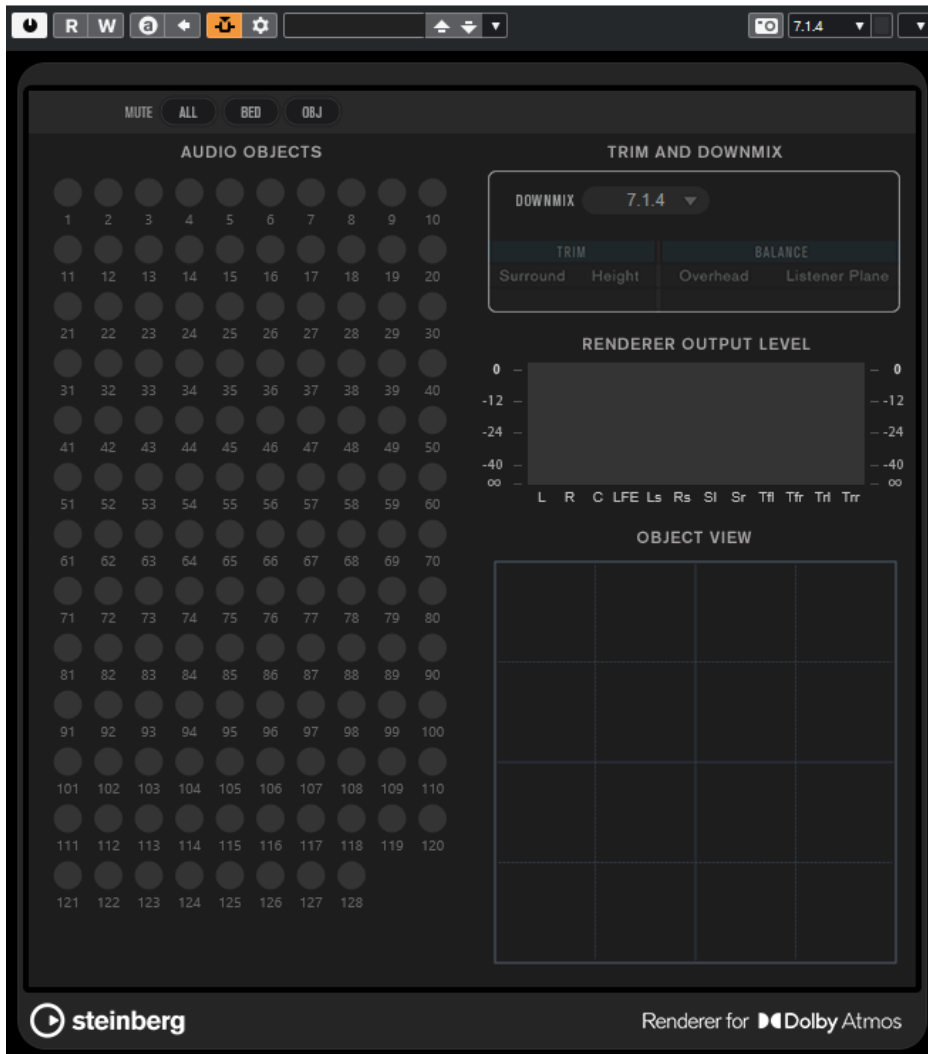 R W a 7.1.4
MUTE ALL BED OBJ
AUDIO OBJECTS
1 2 3 4 5 6 7 8 9 10
11 12 13 14 15 16 17 18 19 20
21 22 23 24 25 26 27 28 29 30
31 32 33 34 35 36 37 38 39 40
41 42 43 44 45 46 47 48 49 50
51 52 53 54 55 56 57 58 59 60
61 62 63 64 65 66 67 68 69 70
71 72 73 74 75 76 77 78 79 80
81 82 83 84 85 86 87 88 89 90
91 92 93 94 95 96 97 98 99 100
101 102 103 104 105 106 107 108 109 110
111 112 113 114 115 116 117 118 119 120
121 122 123 124 125 126 127 128
TRIM AND DOWNMIX
DOWNMIX 7.1.4
TRIM BALANCE
Surround Height Overhead Listener Plane
RENDERER OUTPUT LEVEL
0 – – 0
-12 – – -12
-24 – – -24
-40 – – -40
∞ – – ∞
L R C LFE Ls Rs Sl Sr Tfl Tfr Trl Trr
OBJECT VIEW
steinberg
Renderer for Dolby Atmos